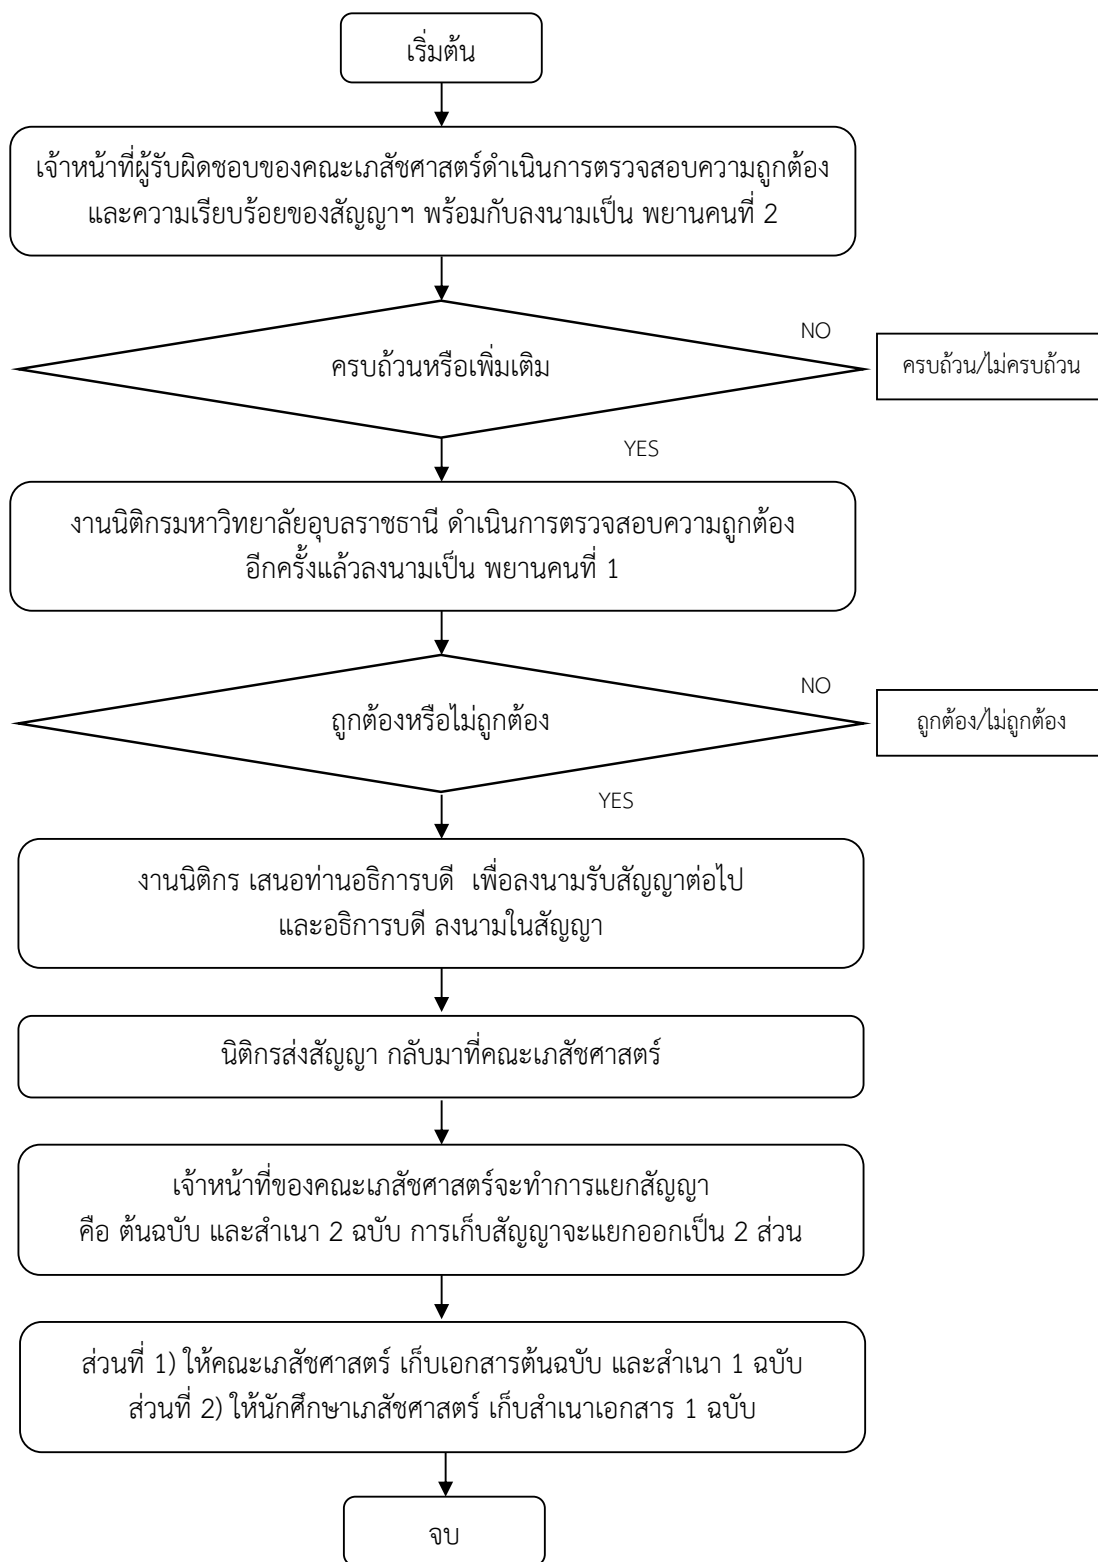 เริ่มต้น
เจ้าหน้าที่ผู้รับผิดชอบของคณะเภสัชศาสตร์ดำเนินการตรวจสอบความถูกต้อง
และความเรียบร้อยของสัญญาฯ พร้อมกับลงนามเป็น พยานคนที่ 2
NO
ครบถ้วนหรือเพิ่มเติม
ครบถ้วน/ไม่ครบถ้วน
YES
งานนิติกรมหาวิทยาลัยอุบลราชธานี ดำเนินการตรวจสอบความถูกต้อง
อีกครั้งแล้วลงนามเป็น พยานคนที่ 1
NO
ถูกต้องหรือไม่ถูกต้อง
ถูกต้อง/ไม่ถูกต้อง
YES
งานนิติกร เสนอท่านอธิการบดี เพื่อลงนามรับสัญญาต่อไป
และอธิการบดี ลงนามในสัญญา
นิติกรส่งสัญญา กลับมาที่คณะเภสัชศาสตร์
เจ้าหน้าที่ของคณะเภสัชศาสตร์จะทำการแยกสัญญา
คือ ต้นฉบับ และสำเนา 2 ฉบับ การเก็บสัญญาจะแยกออกเป็น 2 ส่วน
ส่วนที่ 1) ให้คณะเภสัชศาสตร์ เก็บเอกสารต้นฉบับ และสำเนา 1 ฉบับ
ส่วนที่ 2) ให้นักศึกษาเภสัชศาสตร์ เก็บสำเนาเอกสาร 1 ฉบับ
จบ